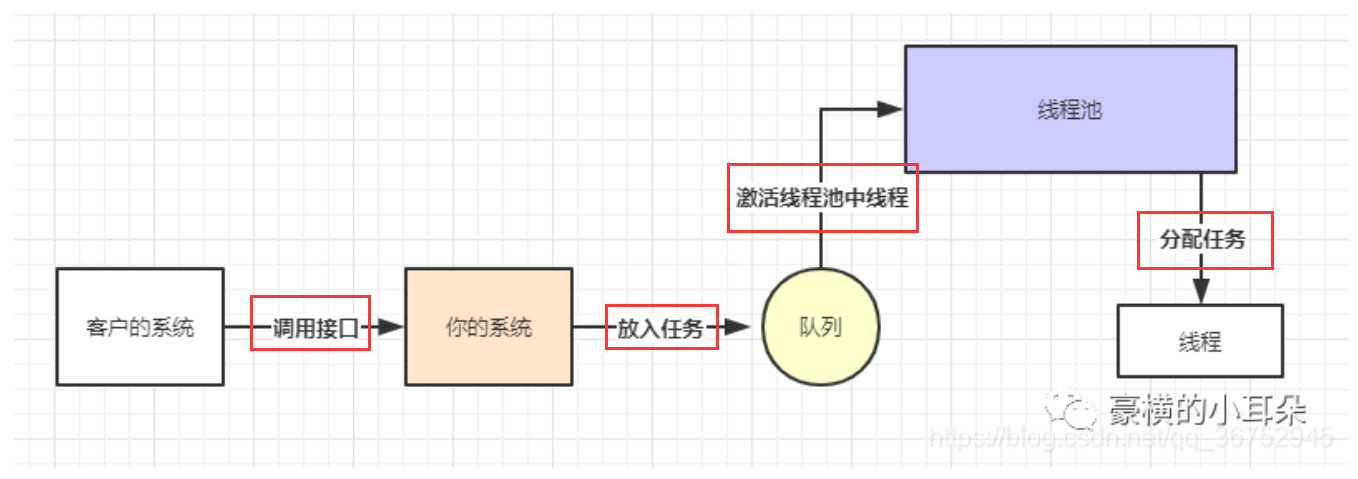 线程池
激活线程池中线程
分配任务
客户的系统
调用接口
你的系统
放入任务
队列
线程
豪横的小耳朵
https://blog.csdn.net/qq_36752945